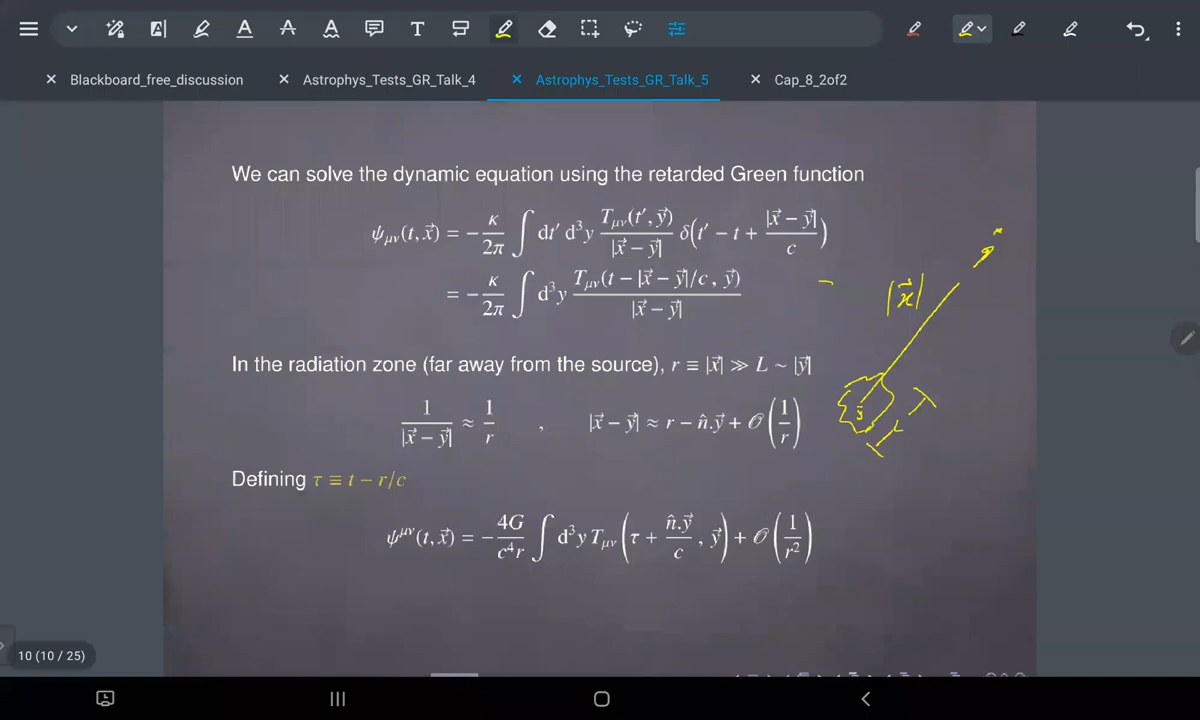 Blackboard_free_discussion
Astrophys_Tests_GR_Talk_4
Astrophys_Tests_GR_Talk_5
Cap_8_2of2
We can solve the dynamic equation using the retarded Green function
ψ_μν(t, x⃗) = −κ/2π ∫ dt′ d³y T_μν(t′, y⃗)/|x⃗ − y⃗| δ(t′ − t + |x⃗ − y⃗|/c)
= −κ/2π ∫ d³y T_μν(t − |x⃗ − y⃗|/c , y⃗)/|x⃗ − y⃗|
|x⃗|
In the radiation zone (far away from the source), r ≡ |x⃗| ≫ L ~ |y⃗|
1/|x⃗ − y⃗| ≈ 1/r , |x⃗ − y⃗| ≈ r − n̂.y⃗ + 𝒪(1/r)
y⃗
L
Defining τ ≡ t − r/c
ψ^μν(t, x⃗) = −4G/c⁴r ∫ d³y T_μν(τ + n̂.y⃗/c , y⃗) + 𝒪(1/r²)
10 (10 / 25)